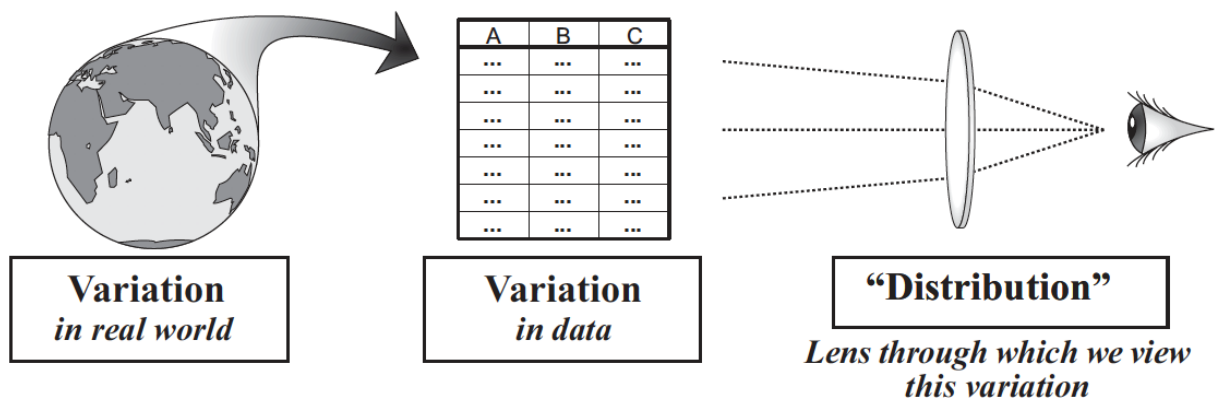 A B C
... ... ...
... ... ...
... ... ...
... ... ...
... ... ...
... ... ...
... ... ...
Variation
in real world
Variation
in data
“Distribution”
Lens through which we view
this variation